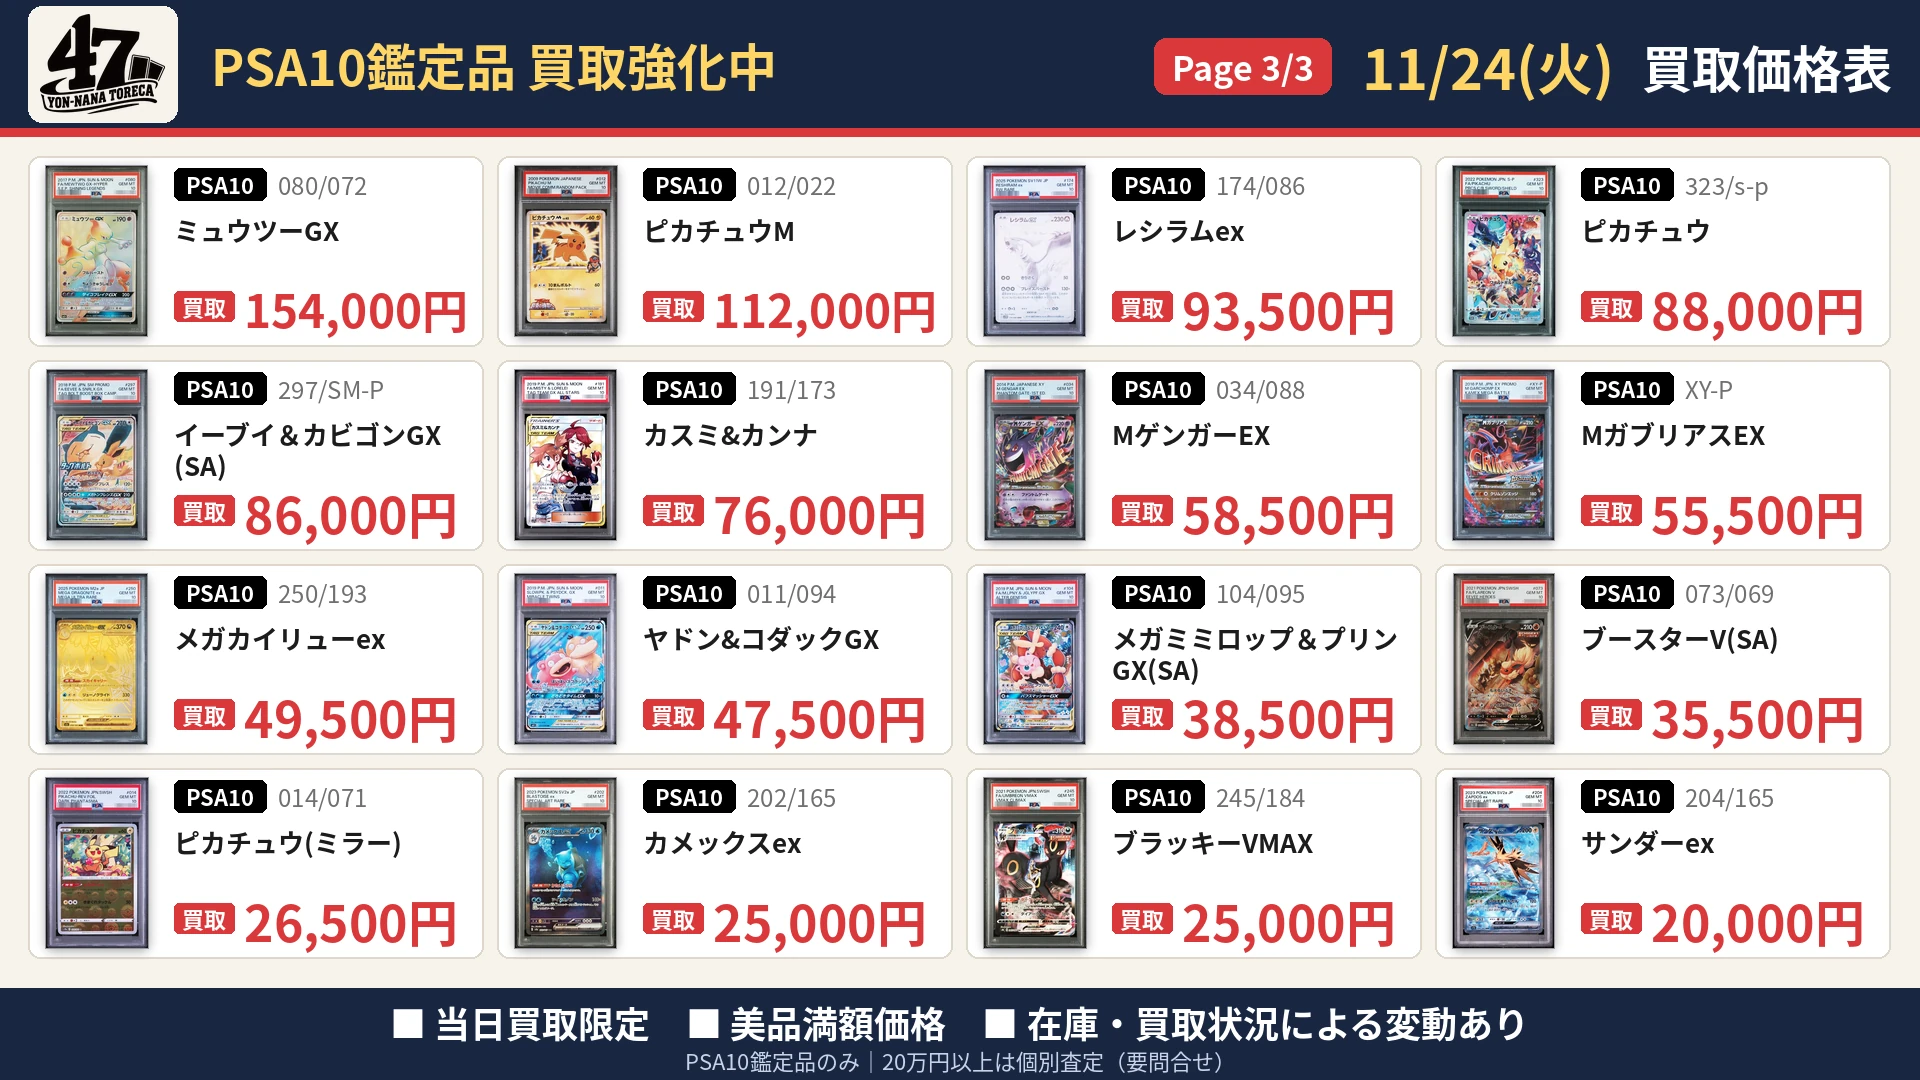 47
YON-NANA TORECA
PSA10鑑定品 買取強化中
Page 3/3
11/24(火) 買取価格表
PSA10 080/072
ミュウツーGX
買取 154,000円
PSA10 012/022
ピカチュウM
買取 112,000円
PSA10 174/086
レシラムex
買取 93,500円
PSA10 323/s-p
ピカチュウ
買取 88,000円
PSA10 297/SM-P
イーブイ＆カビゴンGX
(SA)
買取 86,000円
PSA10 191/173
カスミ&カンナ
買取 76,000円
PSA10 034/088
MゲンガーEX
買取 58,500円
PSA10 XY-P
MガブリアスEX
買取 55,500円
PSA10 250/193
メガカイリューex
買取 49,500円
PSA10 011/094
ヤドン&コダックGX
買取 47,500円
PSA10 104/095
メガミミロップ＆プリン
GX(SA)
買取 38,500円
PSA10 073/069
ブースターV(SA)
買取 35,500円
PSA10 014/071
ピカチュウ(ミラー)
買取 26,500円
PSA10 202/165
カメックスex
買取 25,000円
PSA10 245/184
ブラッキーVMAX
買取 25,000円
PSA10 204/165
サンダーex
買取 20,000円
■ 当日買取限定 ■ 美品満額価格 ■ 在庫・買取状況による変動あり
PSA10鑑定品のみ｜20万円以上は個別査定（要問合せ）